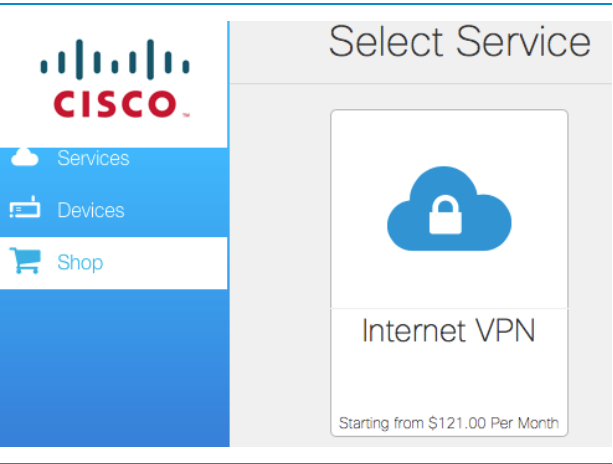 Select Service
CISCO
Services
Devices
Shop
Internet VPN
Starting from $121.00 Per Month